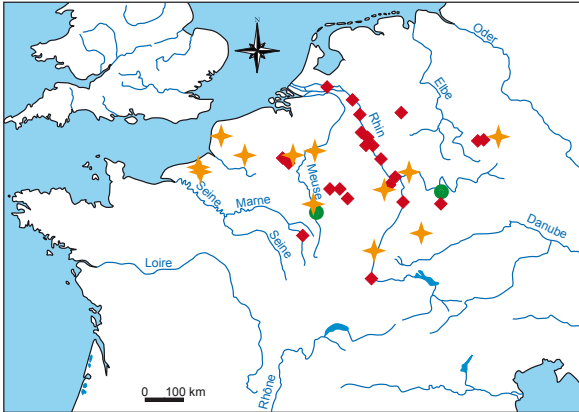 N
Oder
Elbe
Rhin
Meuse
Seine
Marne
Seine
Danube
Loire
Rhône
0 100 km